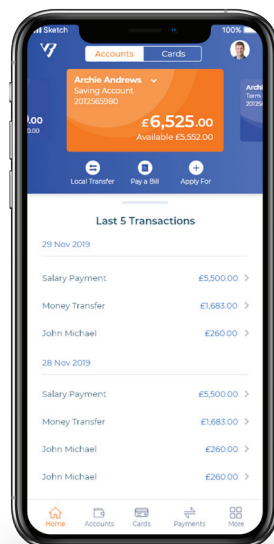 Sketch
100%
Accounts
Cards
Archie Andrews
Saving Account
2012565980
£6,525.00
Available £5,552.00
Local Transfer
Pay a Bill
Apply For
Last 5 Transactions
29 Nov 2019
Salary Payment £5,500.00
Money Transfer £1,683.00
John Michael £260.00
28 Nov 2019
Salary Payment £5,500.00
Money Transfer £1,683.00
John Michael £260.00
John Michael £260.00
Home
Accounts
Cards
Payments
More